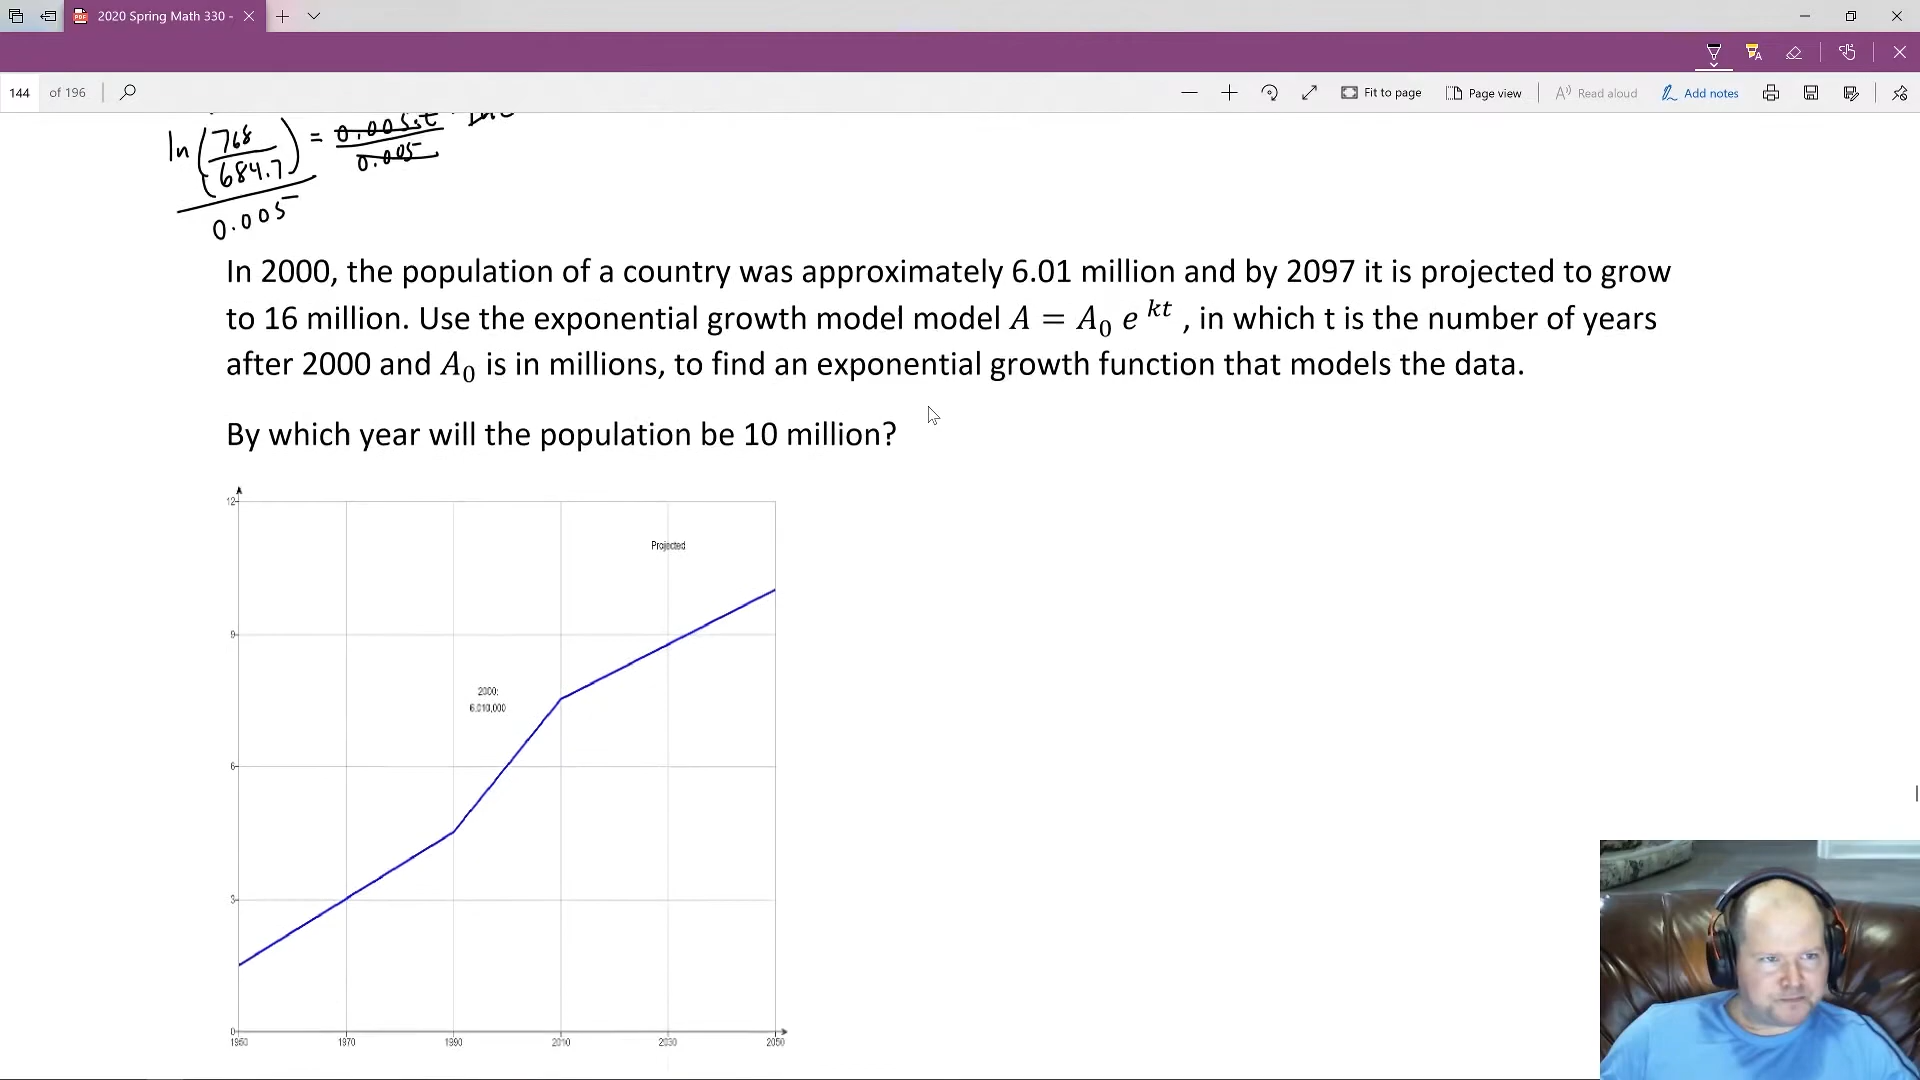 2020 Spring Math 330 -
144 of 196
Fit to page
Page view
Read aloud
Add notes
ln(768/684.7)/0.005 = 0.005t/0.005
In 2000, the population of a country was approximately 6.01 million and by 2097 it is projected to grow
to 16 million. Use the exponential growth model model A = A₀ e ᵏᵗ , in which t is the number of years
after 2000 and A₀ is in millions, to find an exponential growth function that models the data.
By which year will the population be 10 million?
12
Projected
9
2000:
6,010,000
6
3
0
1950 1970 1990 2010 2030 2050